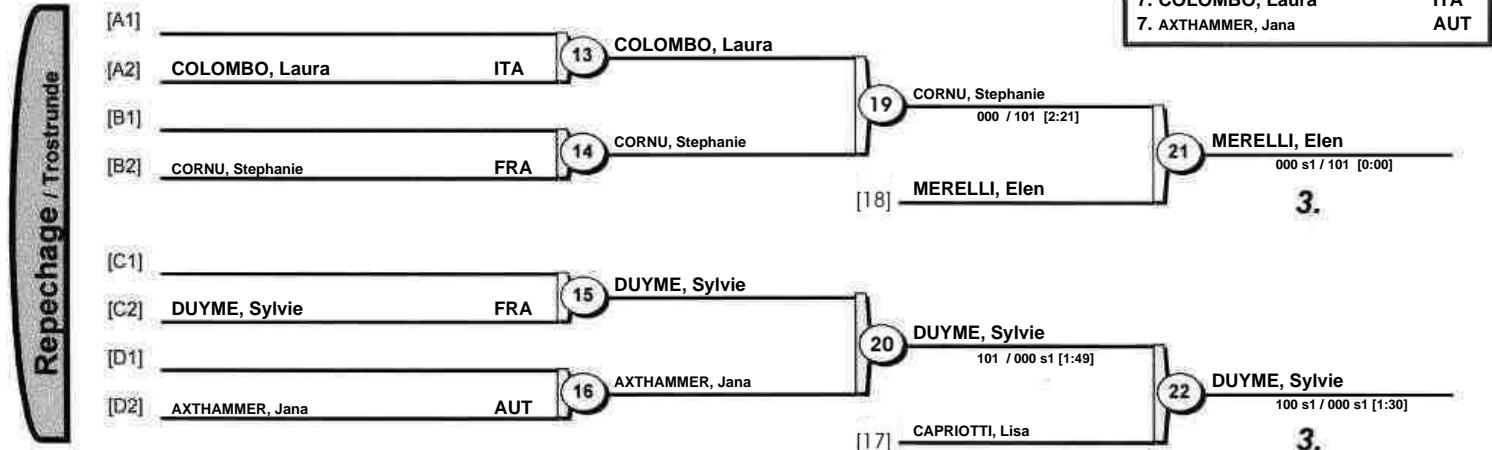 7. COLOMBO, Laura ITA
7. AXTHAMMER, Jana AUT
Repechage / Trostrunde
[A1]
[A2] COLOMBO, Laura ITA
13 COLOMBO, Laura
[B1]
[B2] CORNU, Stephanie FRA
14 CORNU, Stephanie
19 CORNU, Stephanie
000 / 101 [2:21]
[18] MERELLI, Elen
21 MERELLI, Elen
000 s1 / 101 [0:00]
3.
[C1]
[C2] DUYME, Sylvie FRA
15 DUYME, Sylvie
[D1]
[D2] AXTHAMMER, Jana AUT
16 AXTHAMMER, Jana
20 DUYME, Sylvie
101 / 000 s1 [1:49]
[17] CAPRIOTTI, Lisa
22 DUYME, Sylvie
100 s1 / 000 s1 [1:30]
3.